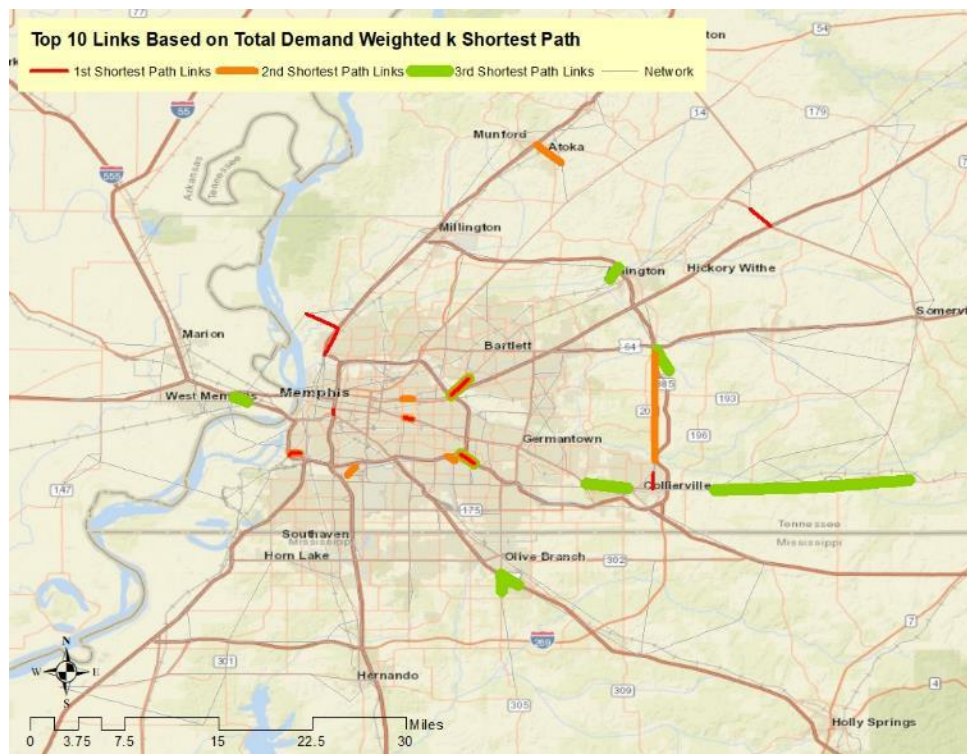 Top 10 Links Based on Total Demand Weighted k Shortest Path
1st Shortest Path Links 2nd Shortest Path Links 3rd Shortest Path Links Network
54
55
14
179
Munford
Atoka
555
Arkansas
Tennessee
Millington
Hickory Withe
Marion
Bartlett
64
West Memphis
Memphis
385
193
20
196
Germantown
Collierville
147
175
Tennessee
Mississippi
Southaven
Mississippi
Horn Lake
Olive Branch
302
269
7
301
Hernando
309
305
4
Holly Springs
N
W E
S
Miles
0 3.75 7.5 15 22.5 30